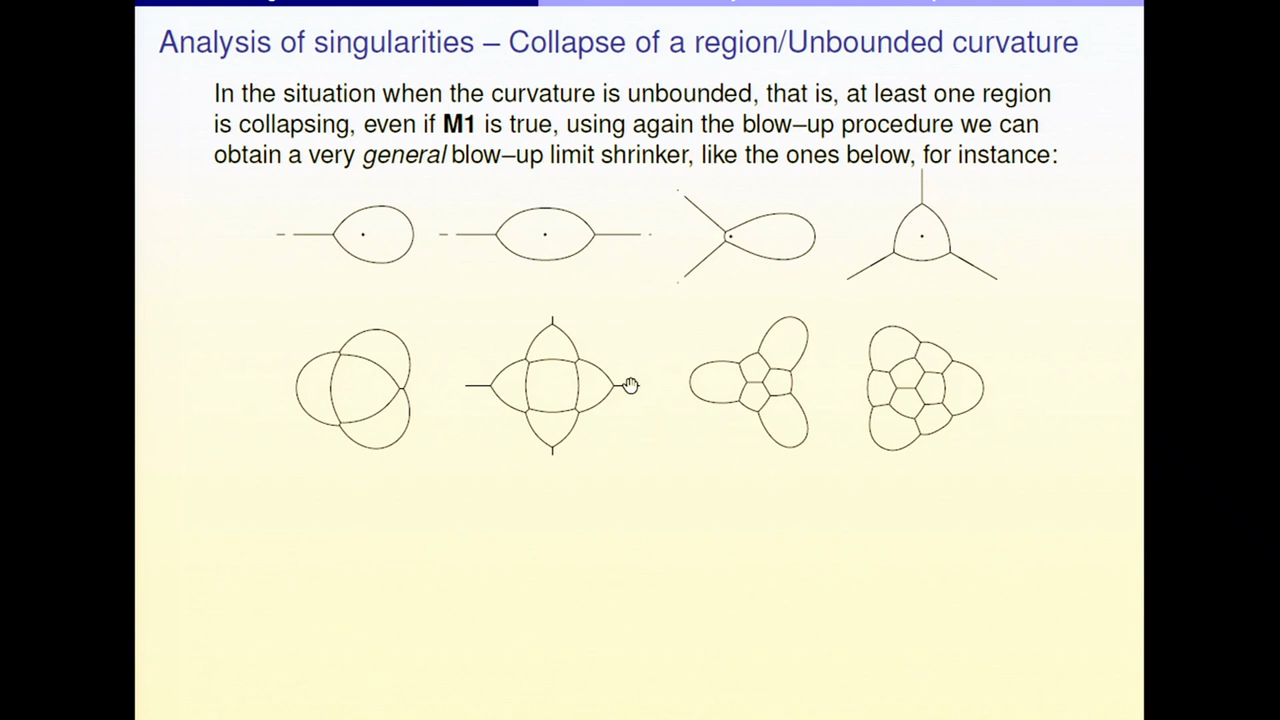 Analysis of singularities – Collapse of a region/Unbounded curvature
In the situation when the curvature is unbounded, that is, at least one region
is collapsing, even if M1 is true, using again the blow–up procedure we can
obtain a very general blow–up limit shrinker, like the ones below, for instance: